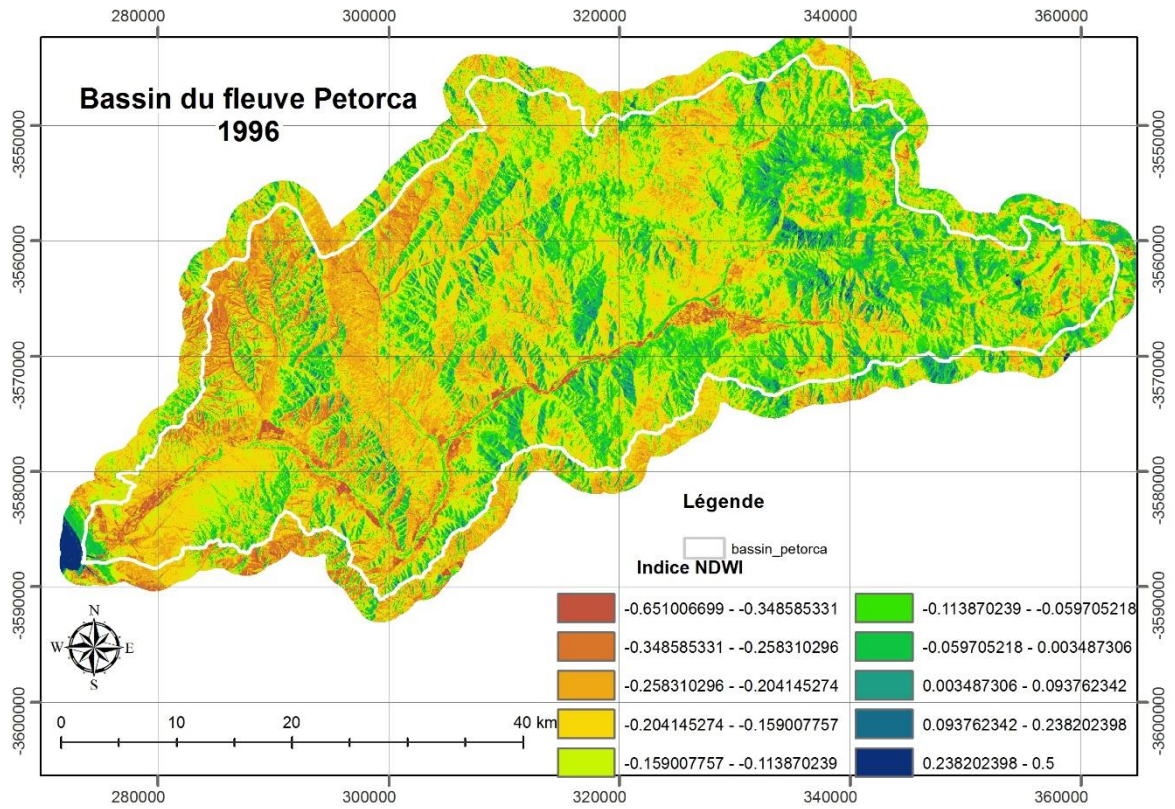 280000 300000 320000 340000 360000
Bassin du fleuve Petorca
1996
-3550000 -3550000
-3560000 -3560000
-3570000 -3570000
-3580000 -3580000
-3590000 -3590000
-3600000 -3600000
Légende
bassin_petorca
Indice NDWI
-0.651006699 - -0.348585331
-0.348585331 - -0.258310296
-0.258310296 - -0.204145274
-0.204145274 - -0.159007757
-0.159007757 - -0.113870239
-0.113870239 - -0.059705218
-0.059705218 - 0.003487306
0.003487306 - 0.093762342
0.093762342 - 0.238202398
0.238202398 - 0.5
N
W E
S
0 10 20 40 km
280000 300000 320000 340000 360000